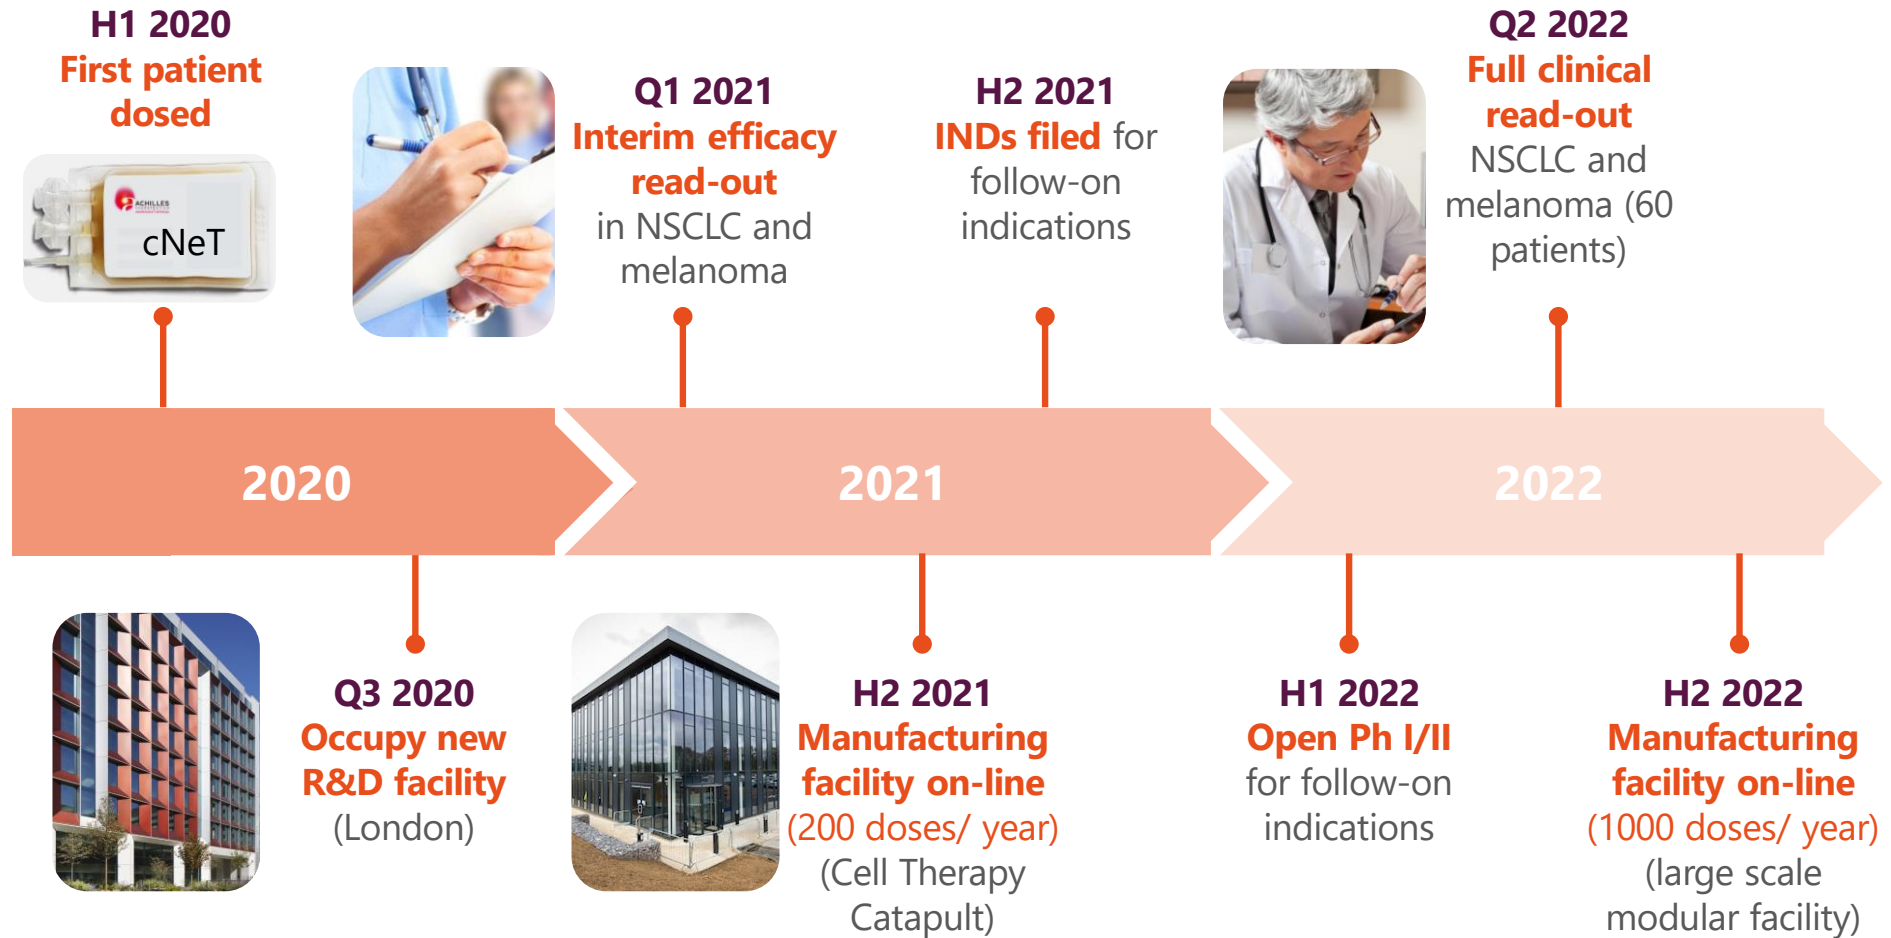 H1 2020
First patient
dosed
ACHILLES
cNeT
Q1 2021
Interim efficacy
read-out
in NSCLC and
melanoma
H2 2021
INDs filed for
follow-on
indications
Q2 2022
Full clinical
read-out
NSCLC and
melanoma (60
patients)
2020
2021
2022
Q3 2020
Occupy new
R&D facility
(London)
H2 2021
Manufacturing
facility on-line
(200 doses/ year)
(Cell Therapy
Catapult)
H1 2022
Open Ph I/II
for follow-on
indications
H2 2022
Manufacturing
facility on-line
(1000 doses/ year)
(large scale
modular facility)